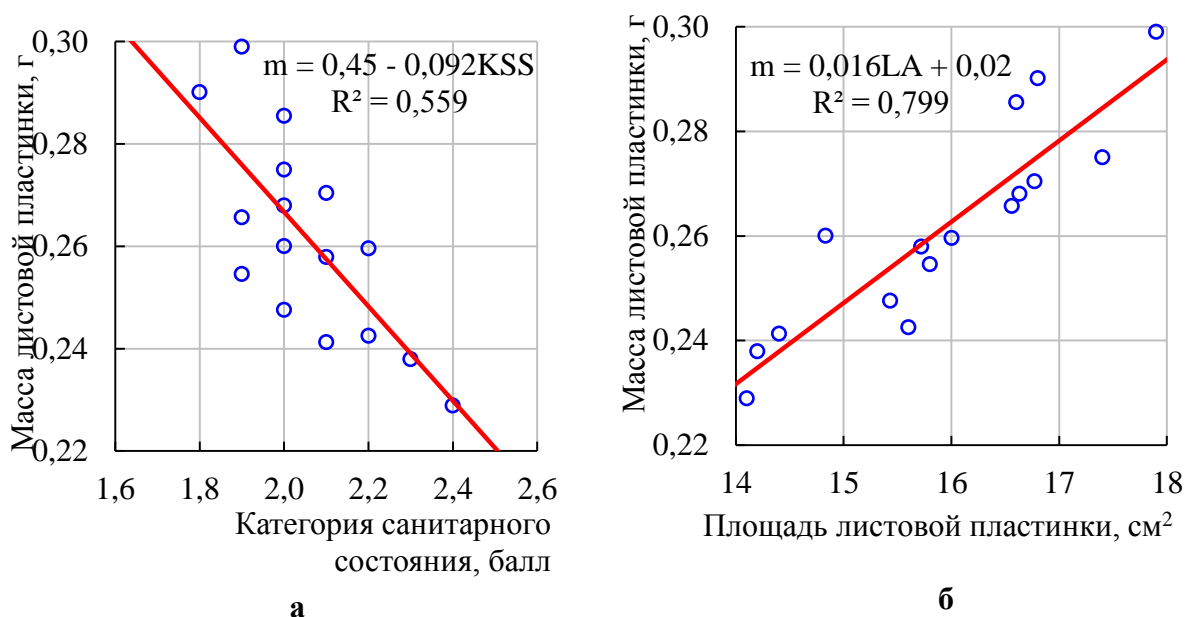 Масса листовой пластинки, г
0,30
0,28
0,26
0,24
0,22
m = 0,45 - 0,092KSS
R² = 0,559
1,6 1,8 2,0 2,2 2,4 2,6
Категория санитарного
состояния, балл
а
Масса листовой пластинки, г
0,30
0,28
0,26
0,24
0,22
m = 0,016LA + 0,02
R² = 0,799
14 15 16 17 18
Площадь листовой пластинки, см²
б